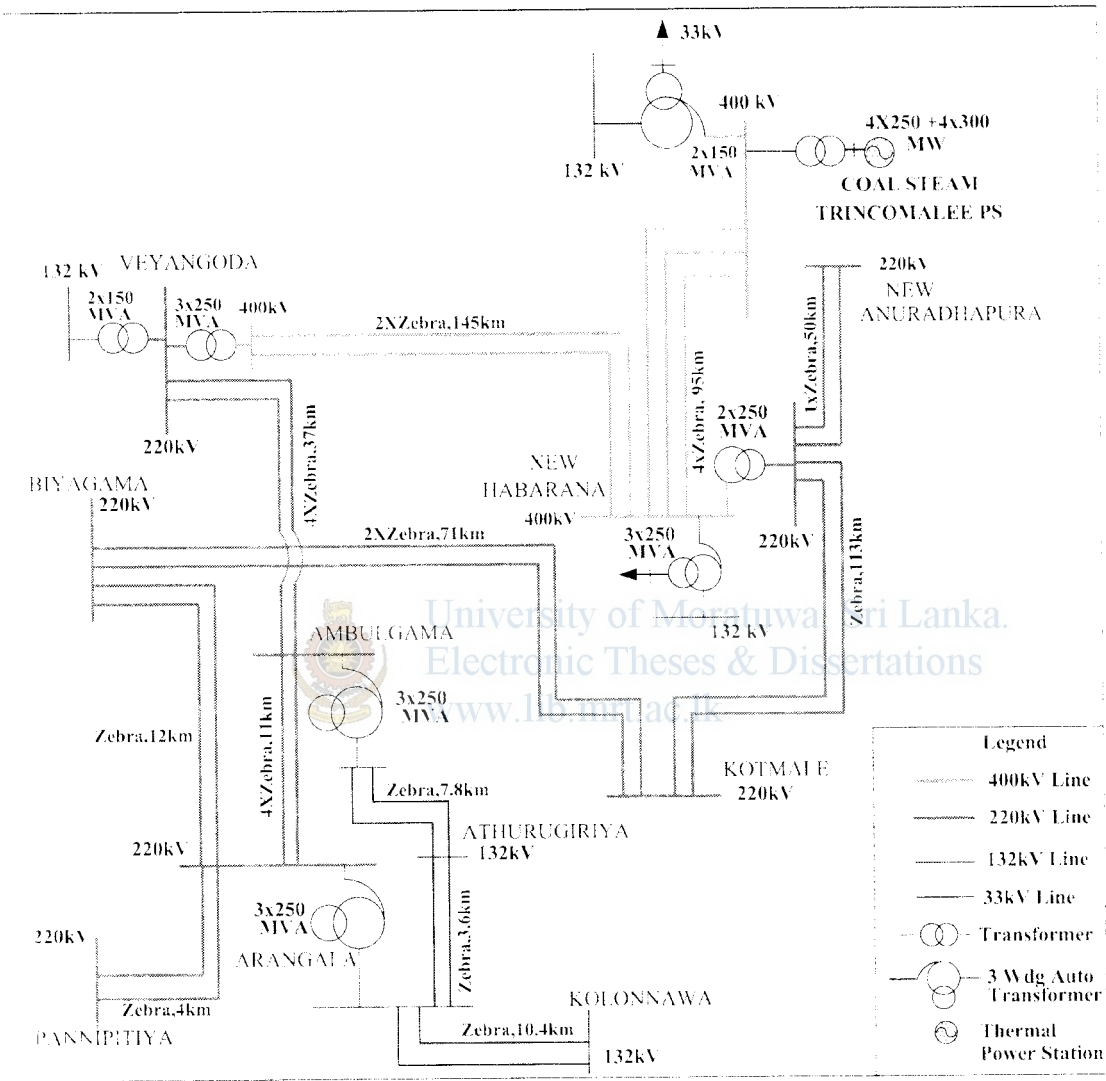 33kV
400 kV
132 kV
2x150
MVA
4X250 +4x300
MW
COAL STEAM
TRINCOMALEE PS
132 kV
VEYANGODA
2x150
MVA
3x250
MVA
400kV
2XZebra,145km
220kV
NEW
ANURADHAPURA
1xZebra,50km
4xZebra, 95km
2x250
MVA
220kV
4XZebra,37km
NEW
HABARANA
400kV
BIYAGAMA
220kV
2XZebra,71km
3x250
MVA
220kV
Zebra,113km
132 kV
University of Moratuwa, Sri Lanka.
Electronic Theses & Dissertations
www.lib.mrt.ac.lk
AMBULGAMA
3x250
MVA
Zebra,12km
4XZebra,11km
Zebra,7.8km
KOTMALE
220kV
ATHURUGIRIYA
132kV
220kV
3x250
MVA
ARANGALA
Zebra,3.6km
220kV
Zebra,4km
PANNIPITIYA
KOLONNAWA
Zebra,10.4km
132kV
Legend
400kV Line
220kV Line
132kV Line
33kV Line
Transformer
3 Wdg Auto
Transformer
Thermal
Power Station